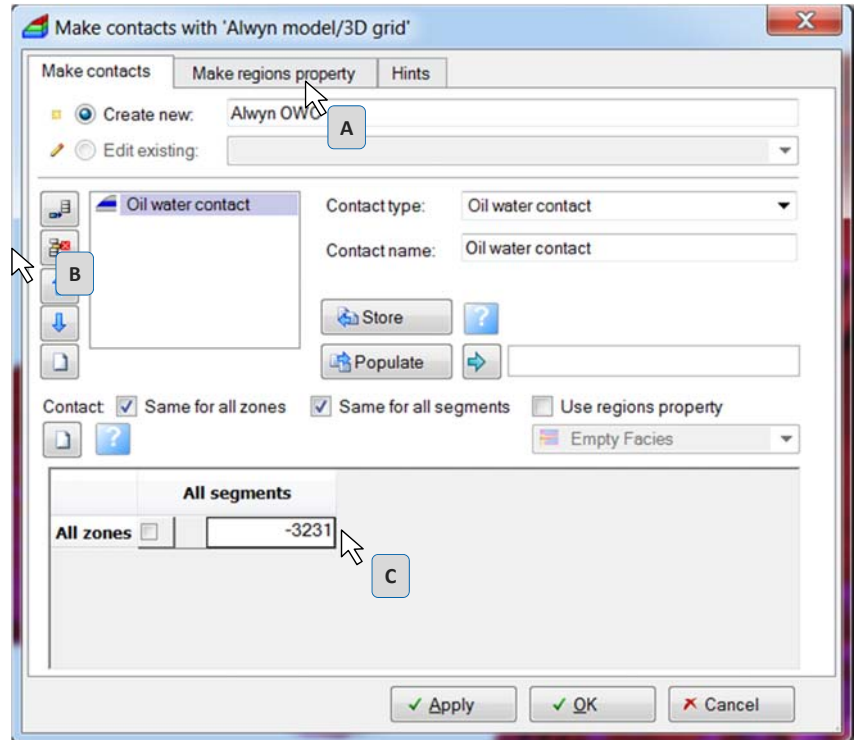 Make contacts with 'Alwyn model/3D grid'
Make contacts Make regions property Hints
Create new: Alwyn OWC
A
Edit existing:
Oil water contact Contact type: Oil water contact
Contact name: Oil water contact
B
Store ?
Populate
Contact: Same for all zones Same for all segments Use regions property
? Empty Facies
All segments
All zones -3231
C
Apply OK Cancel